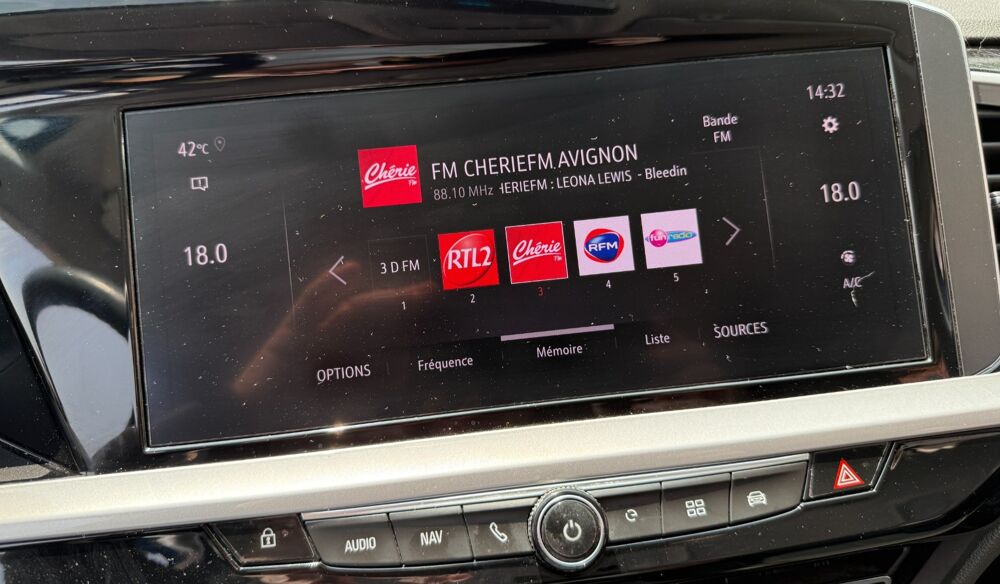 42°C
14:32
Bande
FM
Chérie
FM
FM CHERIEFM AVIGNON
88.10 MHz HERIEFM : LEONA LEWIS - Bleedin
18.0
18.0
3 D FM
RTL2
Chérie
FM
RFM
fun radio
1
2
3
4
5
A/C
OPTIONS
Fréquence
Mémoire
Liste
SOURCES
AUDIO
NAV